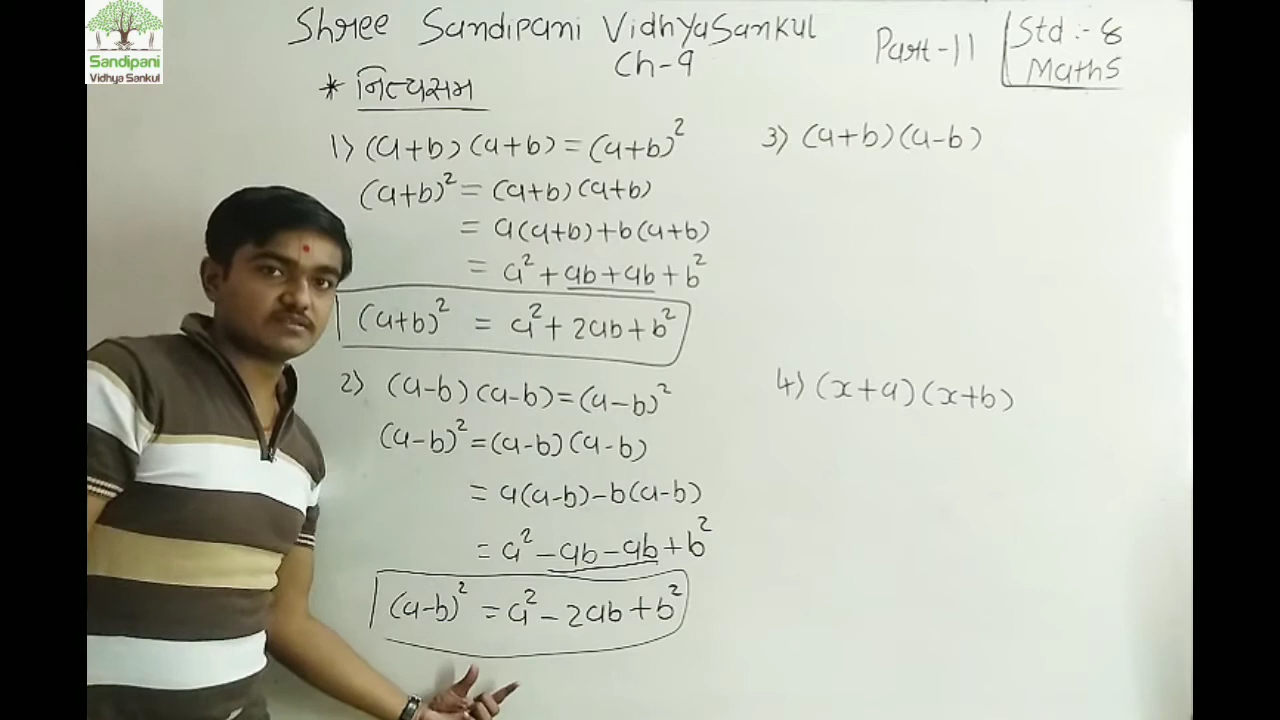 Sandipani
Vidhya Sankul
Shree Sandipani VidhyaSankul
Ch-9
Part-11
Std :- 8
Maths
* નિત્યસમ
1) (a+b) (a+b) = (a+b)²
(a+b)² = (a+b) (a+b)
= a(a+b)+b(a+b)
= a² + ab + ab + b²
(a+b)² = a² + 2ab + b²
2) (a-b) (a-b) = (a-b)²
(a-b)² = (a-b) (a-b)
= a(a-b) - b(a-b)
= a² - ab - ab + b²
(a-b)² = a² - 2ab + b²
3) (a+b) (a-b)
4) (x+a) (x+b)